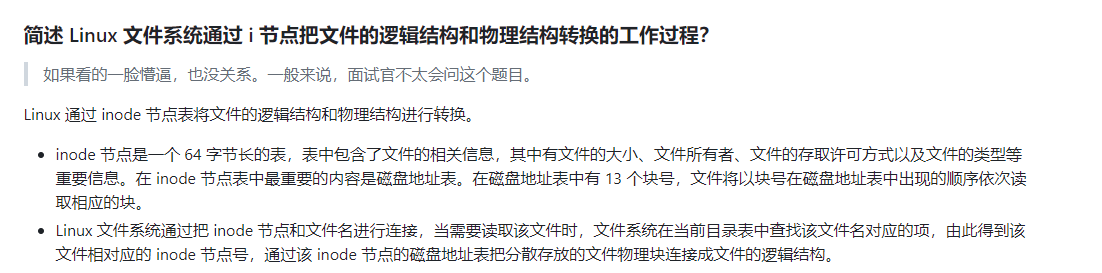 简述 Linux 文件系统通过 i 节点把文件的逻辑结构和物理结构转换的工作过程？
如果看的一脸懵逼，也没关系。一般来说，面试官不太会问这个题目。
Linux 通过 inode 节点表将文件的逻辑结构和物理结构进行转换。
• inode 节点是一个 64 字节长的表，表中包含了文件的相关信息，其中有文件的大小、文件所有者、文件的存取许可方式以及文件的类型等
重要信息。在 inode 节点表中最重要的内容是磁盘地址表。在磁盘地址表中有 13 个块号，文件将以块号在磁盘地址表中出现的顺序依次读
取相应的块。
• Linux 文件系统通过把 inode 节点和文件名进行连接，当需要读取该文件时，文件系统在当前目录表中查找该文件名对应的项，由此得到该
文件相对应的 inode 节点号，通过该 inode 节点的磁盘地址表把分散存放的文件物理块连接成文件的逻辑结构。